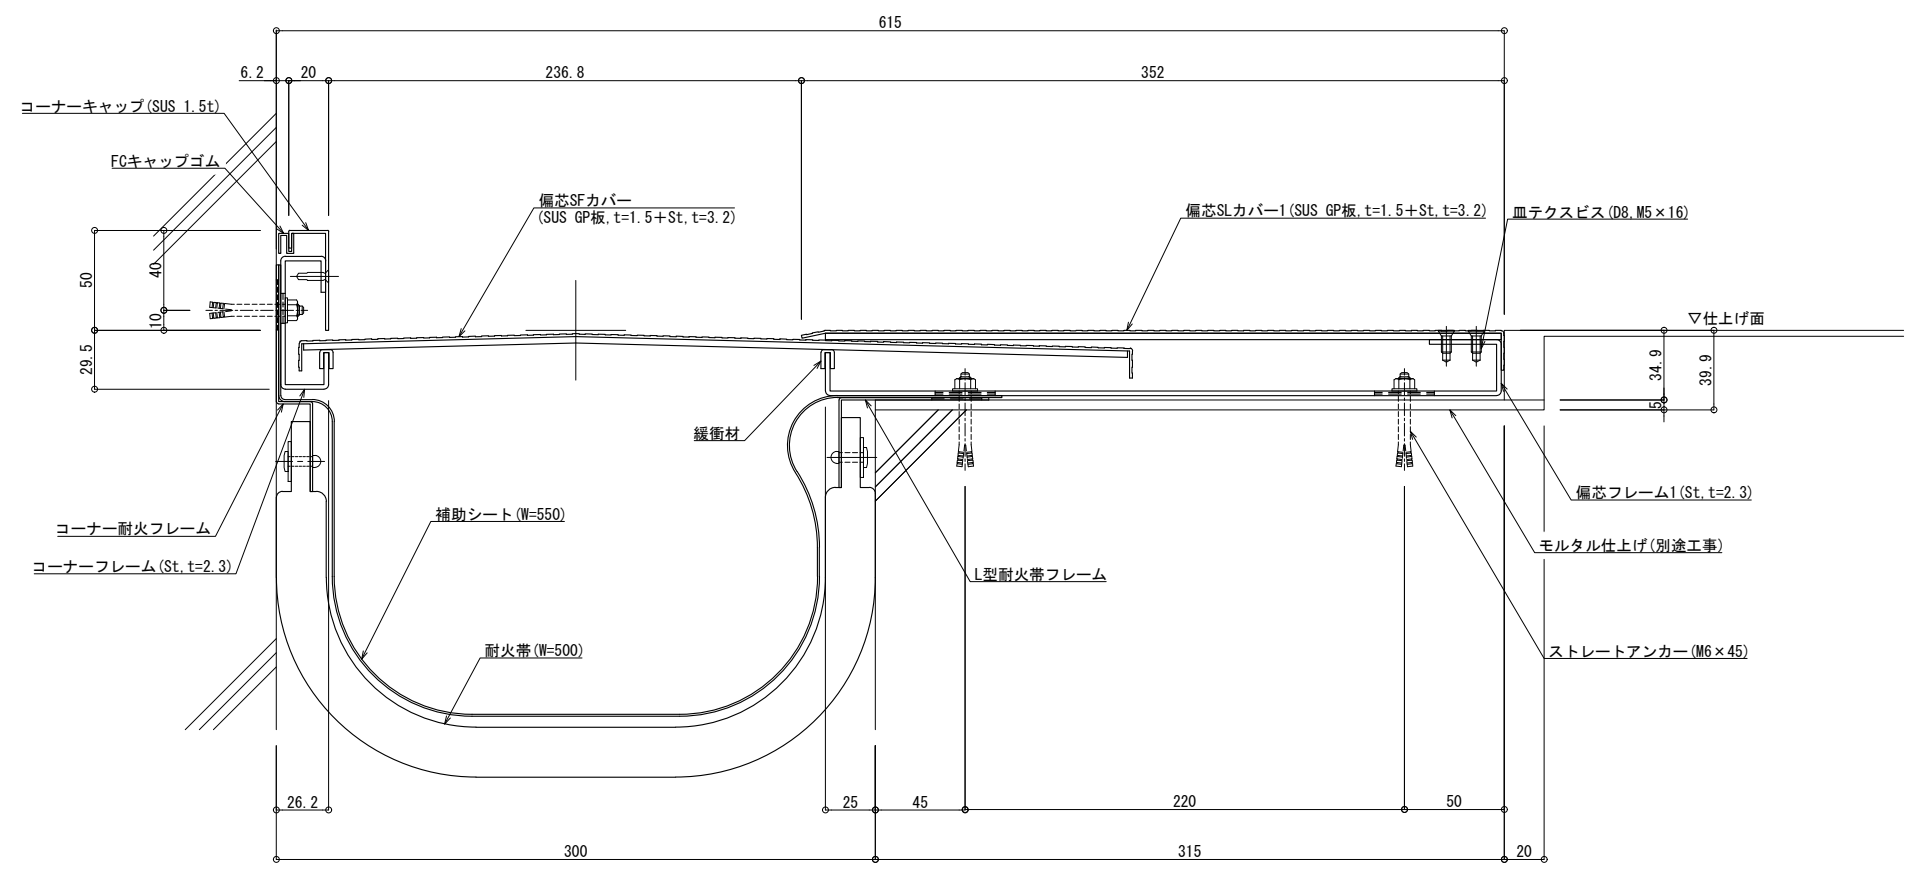 615
6.2
20
236.8
352
コーナーキャップ(SUS 1.5t)
FCキャップゴム
偏芯SFカバー
(SUS GP板,t=1.5+St,t=3.2)
偏芯SLカバー1(SUS GP板,t=1.5+St,t=3.2)
皿テクスビス(D8,M5×16)
50
40
10
29.5
▽仕上げ面
34.9
39.9
5
緩衝材
コーナー耐火フレーム
コーナーフレーム(St,t=2.3)
補助シート(W=550)
耐火帯(W=500)
L型耐火帯フレーム
偏芯フレーム1(St,t=2.3)
モルタル仕上げ(別途工事)
ストレートアンカー(M6×45)
26.2
25
45
220
50
300
315
20